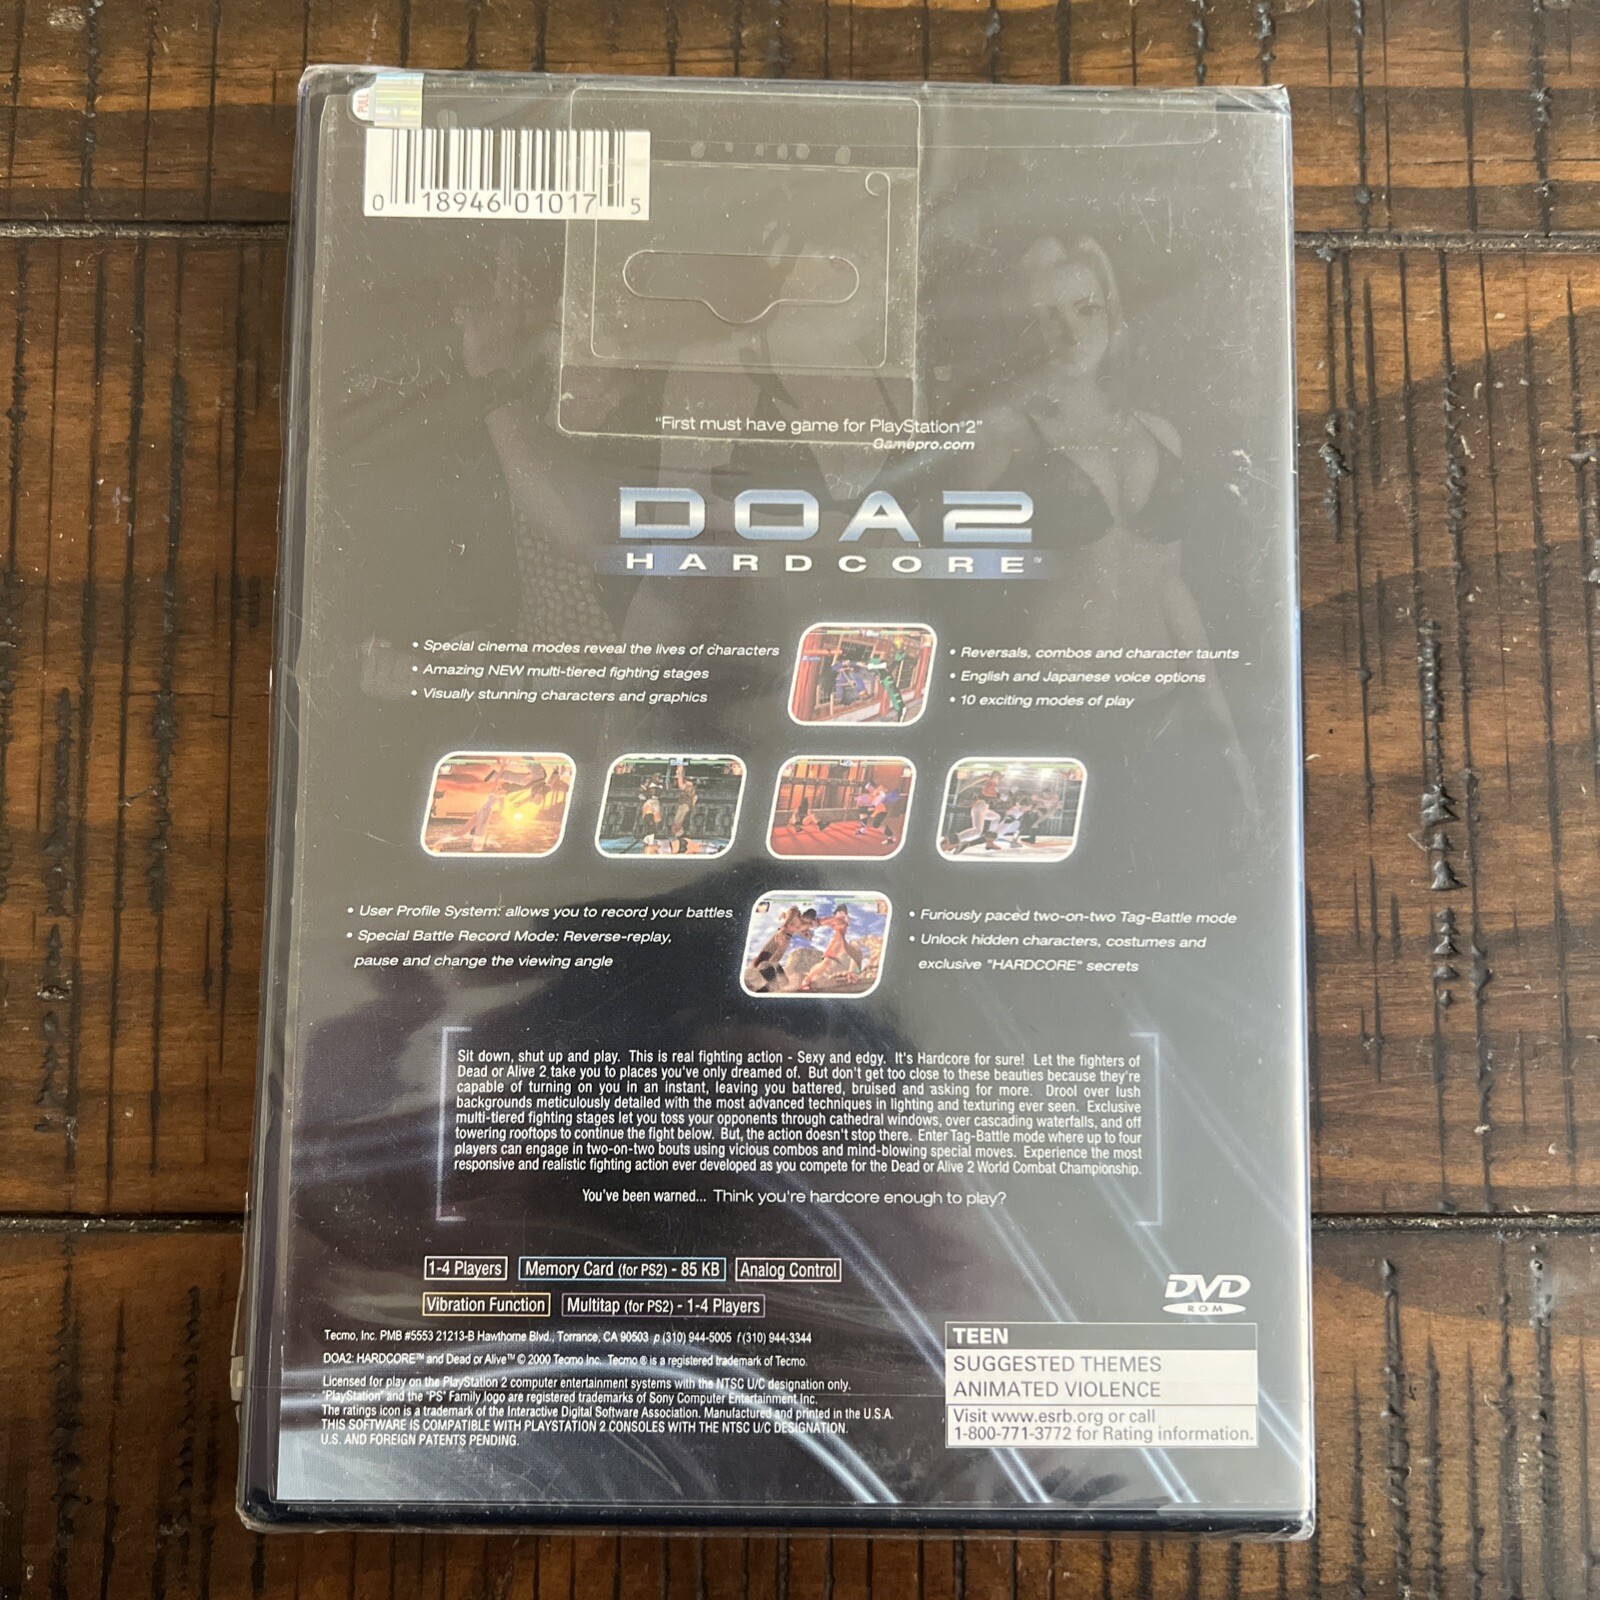 PULL
0 18946 01017 5
"First must have game for PlayStation®2"
Gamepro.com
DOA2
HARDCORE™
• Special cinema modes reveal the lives of characters
• Amazing NEW multi-tiered fighting stages
• Visually stunning characters and graphics
• Reversals, combos and character taunts
• English and Japanese voice options
• 10 exciting modes of play
• User Profile System: allows you to record your battles
• Special Battle Record Mode: Reverse-replay,
pause and change the viewing angle
• Furiously paced two-on-two Tag-Battle mode
• Unlock hidden characters, costumes and
exclusive "HARDCORE" secrets
Sit down, shut up and play. This is real fighting action - Sexy and edgy. It's Hardcore for sure! Let the fighters of
Dead or Alive 2 take you to places you've only dreamed of. But don't get too close to these beauties because they're
capable of turning on you in an instant, leaving you battered, bruised and asking for more. Drool over lush
backgrounds meticulously detailed with the most advanced techniques in lighting and texturing ever seen. Exclusive
multi-tiered fighting stages let you toss your opponents through cathedral windows, over cascading waterfalls, and off
towering rooftops to continue the fight below. But, the action doesn't stop there. Enter Tag-Battle mode where up to four
players can engage in two-on-two bouts using vicious combos and mind-blowing special moves. Experience the most
responsive and realistic fighting action ever developed as you compete for the Dead or Alive 2 World Combat Championship.
You've been warned... Think you're hardcore enough to play?
1-4 Players
Memory Card (for PS2) - 85 KB
Analog Control
Vibration Function
Multitap (for PS2) - 1-4 Players
DVD
ROM
Tecmo, Inc. PMB #5553 21213-B Hawthorne Blvd., Torrance, CA 90503 p (310) 944-5005 f (310) 944-3344
DOA2: HARDCORE™ and Dead or Alive™ © 2000 Tecmo Inc. Tecmo ® is a registered trademark of Tecmo.
Licensed for play on the PlayStation 2 computer entertainment systems with the NTSC U/C designation only.
"PlayStation" and the "PS" Family logo are registered trademarks of Sony Computer Entertainment Inc.
The ratings icon is a trademark of the Interactive Digital Software Association. Manufactured and printed in the U.S.A.
THIS SOFTWARE IS COMPATIBLE WITH PLAYSTATION 2 CONSOLES WITH THE NTSC U/C DESIGNATION.
U.S. AND FOREIGN PATENTS PENDING.
TEEN
SUGGESTED THEMES
ANIMATED VIOLENCE
Visit www.esrb.org or call
1-800-771-3772 for Rating information.